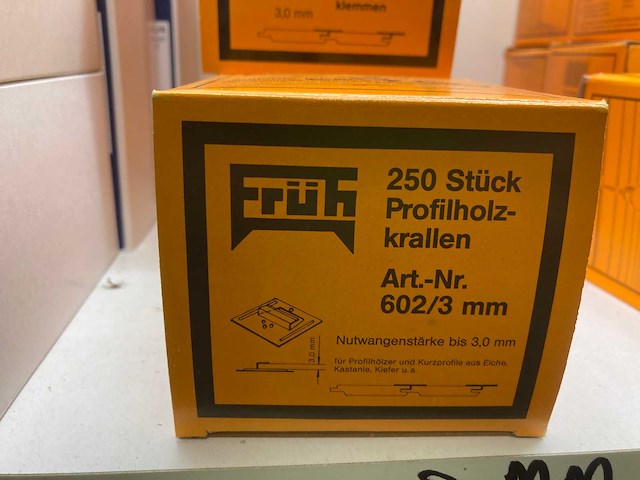 klemmen
3,0 mm
Früh
250 Stück
Profilholz-
krallen
Art.-Nr.
602/3 mm
Nutwangenstärke bis 3,0 mm
3,0 mm
für Profilhölzer und Kurzprofile aus Eiche,
Kastanie, Kiefer u.a.